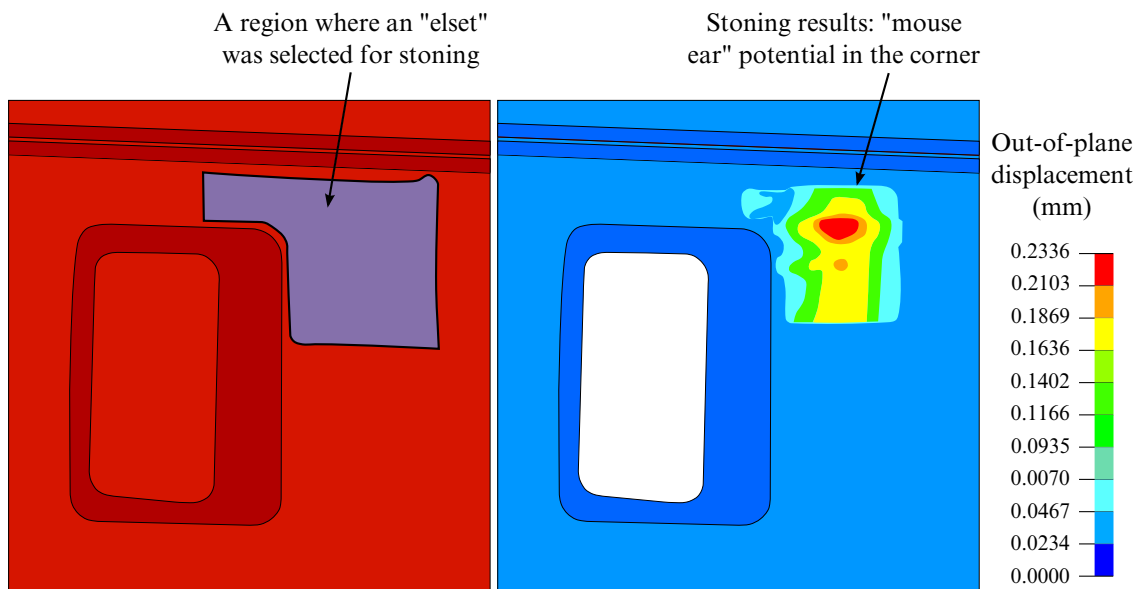 A region where an "elset"
was selected for stoning
Stoning results: "mouse
ear" potential in the corner
Out-of-plane
displacement
(mm)
0.2336
0.2103
0.1869
0.1636
0.1402
0.1166
0.0935
0.0070
0.0467
0.0234
0.0000